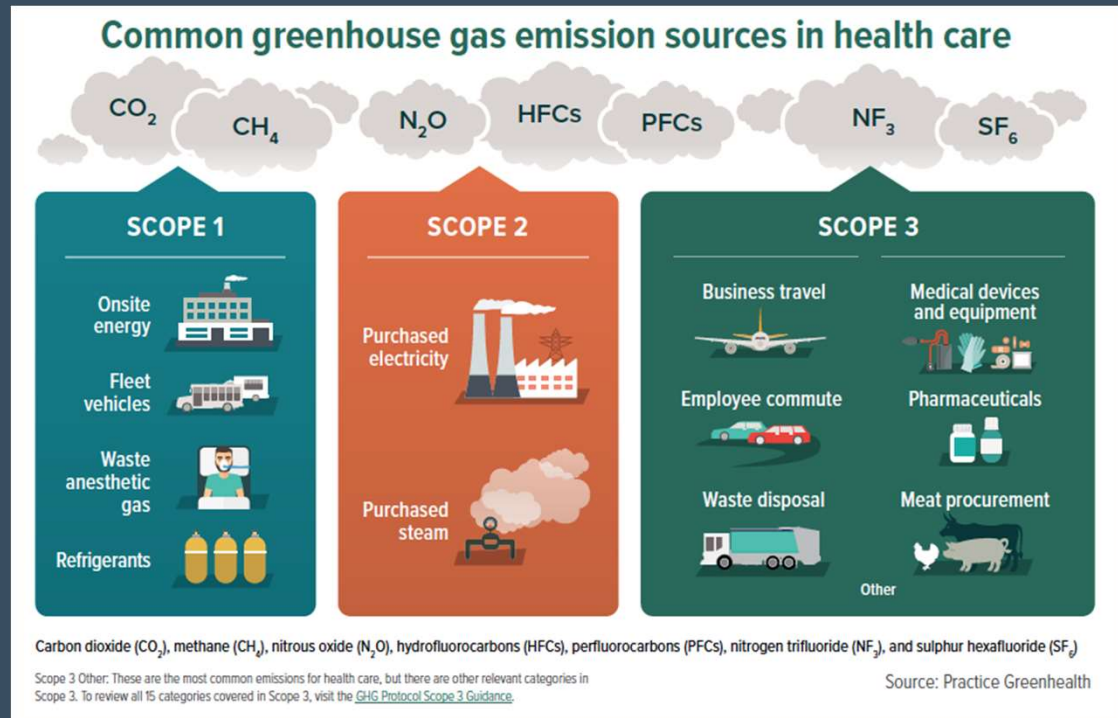 Common greenhouse gas emission sources in health care
CO₂
CH₄
N₂O
HFCs
PFCs
NF₃
SF₆
SCOPE 1
Onsite
energy
Fleet
vehicles
Waste
anesthetic
gas
Refrigerants
SCOPE 2
Purchased
electricity
Purchased
steam
SCOPE 3
Business travel
Employee commute
Waste disposal
Medical devices
and equipment
Pharmaceuticals
Meat procurement
Other
Carbon dioxide (CO₂), methane (CH₄), nitrous oxide (N₂O), hydrofluorocarbons (HFCs), perfluorocarbons (PFCs), nitrogen trifluoride (NF₃), and sulphur hexafluoride (SF₆)
Scope 3 Other: These are the most common emissions for health care, but there are other relevant categories in
Scope 3. To review all 15 categories covered in Scope 3, visit the GHG Protocol Scope 3 Guidance.
Source: Practice Greenhealth